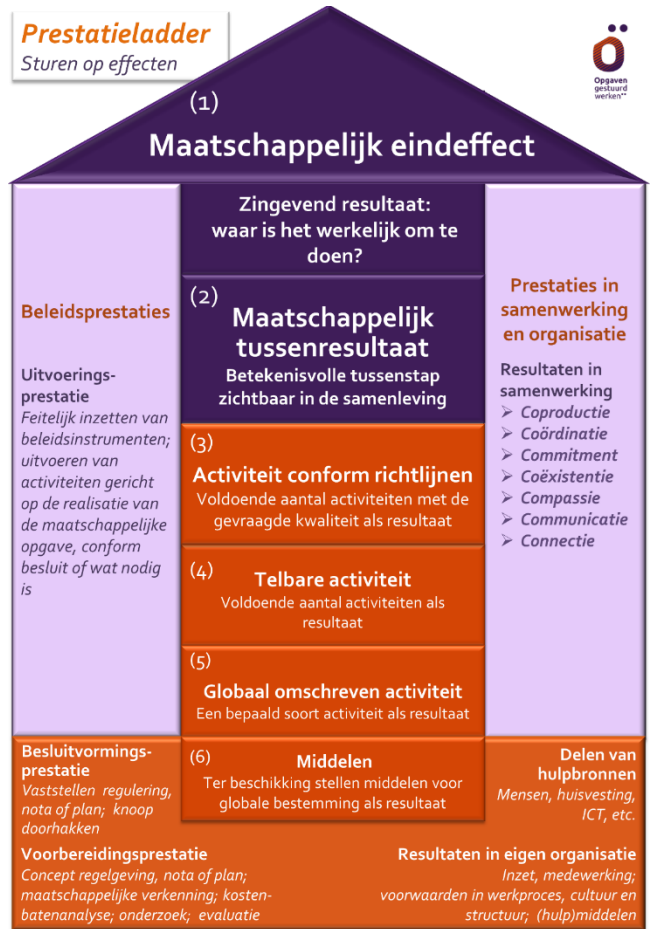 Prestatieladder
Sturen op effecten
Ö
Opgaven
gestuurd
werken¨
(1)
Maatschappelijk eindeffect
Zingevend resultaat:
waar is het werkelijk om te
doen?
(2)
Maatschappelijk
tussenresultaat
Betekenisvolle tussenstap
zichtbaar in de samenleving
(3)
Activiteit conform richtlijnen
Voldoende aantal activiteiten met de
gevraagde kwaliteit als resultaat
(4)
Telbare activiteit
Voldoende aantal activiteiten als
resultaat
(5)
Globaal omschreven activiteit
Een bepaald soort activiteit als resultaat
(6)
Middelen
Ter beschikking stellen middelen voor
globale bestemming als resultaat
Beleidsprestaties
Uitvoerings-
prestatie
Feitelijk inzetten van
beleidsinstrumenten;
uitvoeren van
activiteiten gericht
op de realisatie van
de maatschappelijke
opgave, conform
besluit of wat nodig
is
Prestaties in
samenwerking
en organisatie
Resultaten in
samenwerking
➢ Coproductie
➢ Coördinatie
➢ Commitment
➢ Coëxistentie
➢ Compassie
➢ Communicatie
➢ Connectie
Besluitvormings-
prestatie
Vaststellen regulering,
nota of plan; knoop
doorhakken
Voorbereidingsprestatie
Concept regelgeving, nota of plan;
maatschappelijke verkenning; kosten-
batenanalyse; onderzoek; evaluatie
Delen van
hulpbronnen
Mensen, huisvesting,
ICT, etc.
Resultaten in eigen organisatie
Inzet, medewerking;
voorwaarden in werkproces, cultuur en
structuur; (hulp)middelen